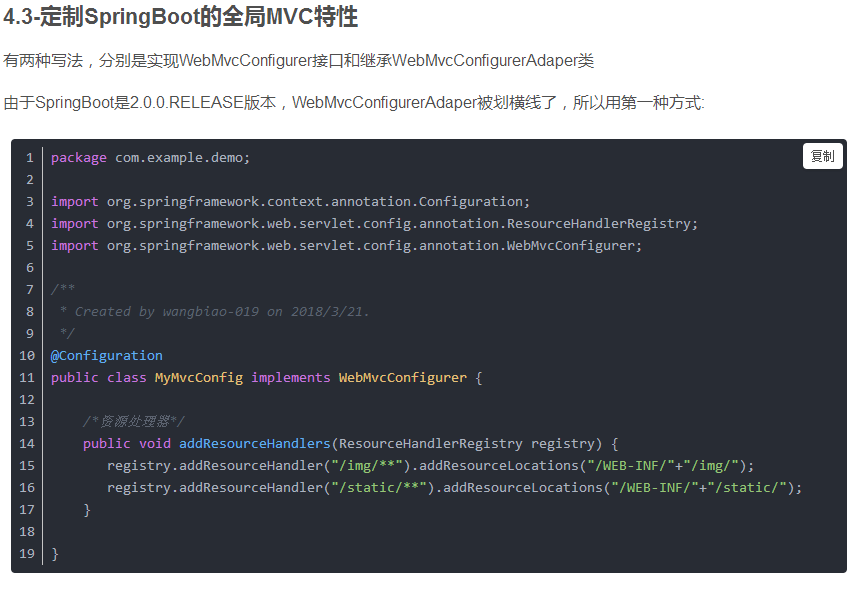 4.3-定制SpringBoot的全局MVC特性
有两种写法，分别是实现WebMvcConfigurer接口和继承WebMvcConfigurerAdaper类
由于SpringBoot是2.0.0.RELEASE版本，WebMvcConfigurerAdaper被划横线了，所以用第一种方式:
复制
1 package com.example.demo;
2
3 import org.springframework.context.annotation.Configuration;
4 import org.springframework.web.servlet.config.annotation.ResourceHandlerRegistry;
5 import org.springframework.web.servlet.config.annotation.WebMvcConfigurer;
6
7 /**
8  * Created by wangbiao-019 on 2018/3/21.
9  */
10 @Configuration
11 public class MyMvcConfig implements WebMvcConfigurer {
12
13     /*资源处理器*/
14     public void addResourceHandlers(ResourceHandlerRegistry registry) {
15        registry.addResourceHandler("/img/**").addResourceLocations("/WEB-INF/"+"/img/");
16        registry.addResourceHandler("/static/**").addResourceLocations("/WEB-INF/"+"/static/");
17     }
18
19 }